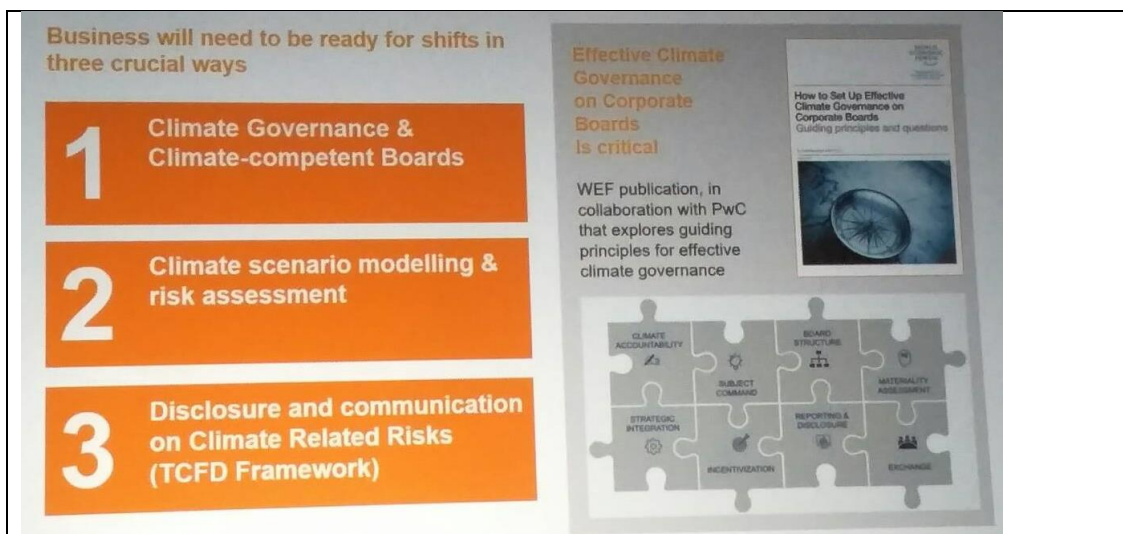 Business will need to be ready for shifts in
three crucial ways
1
Climate Governance &
Climate-competent Boards
2
Climate scenario modelling &
risk assessment
3
Disclosure and communication
on Climate Related Risks
(TCFD Framework)
Effective Climate
Governance
on Corporate
Boards
Is critical
WEF publication, in
collaboration with PwC
that explores guiding
principles for effective
climate governance
WORLD
ECONOMIC
FORUM
How to Set Up Effective
Climate Governance on
Corporate Boards
Guiding principles and questions
CLIMATE
ACCOUNTABILITY
SUBJECT
COMMAND
BOARD
STRUCTURE
MATERIALITY
ASSESSMENT
STRATEGIC
INTEGRATION
INCENTIVIZATION
REPORTING &
DISCLOSURE
EXCHANGE